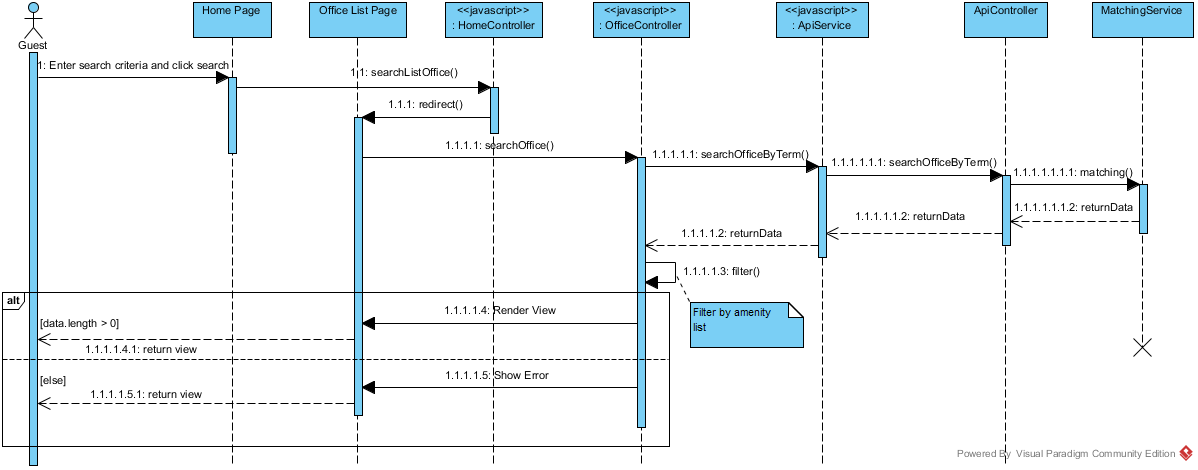 Guest
Home Page
Office List Page
<<javascript>>
: HomeController
<<javascript>>
: OfficeController
<<javascript>>
: ApiService
ApiController
MatchingService
1: Enter search criteria and click search
1.1: searchListOffice()
1.1.1: redirect()
1.1.1.1: searchOffice()
1.1.1.1.1: searchOfficeByTerm()
1.1.1.1.1.1: searchOfficeByTerm()
1.1.1.1.1.1.1: matching()
1.1.1.1.1.1.2: returnData
1.1.1.1.1.2: returnData
1.1.1.1.2: returnData
1.1.1.1.3: filter()
Filter by amenity
list
alt
1.1.1.1.4: Render View
[data.length > 0]
1.1.1.1.4.1: return view
1.1.1.1.5: Show Error
[else]
1.1.1.1.5.1: return view
Powered By Visual Paradigm Community Edition